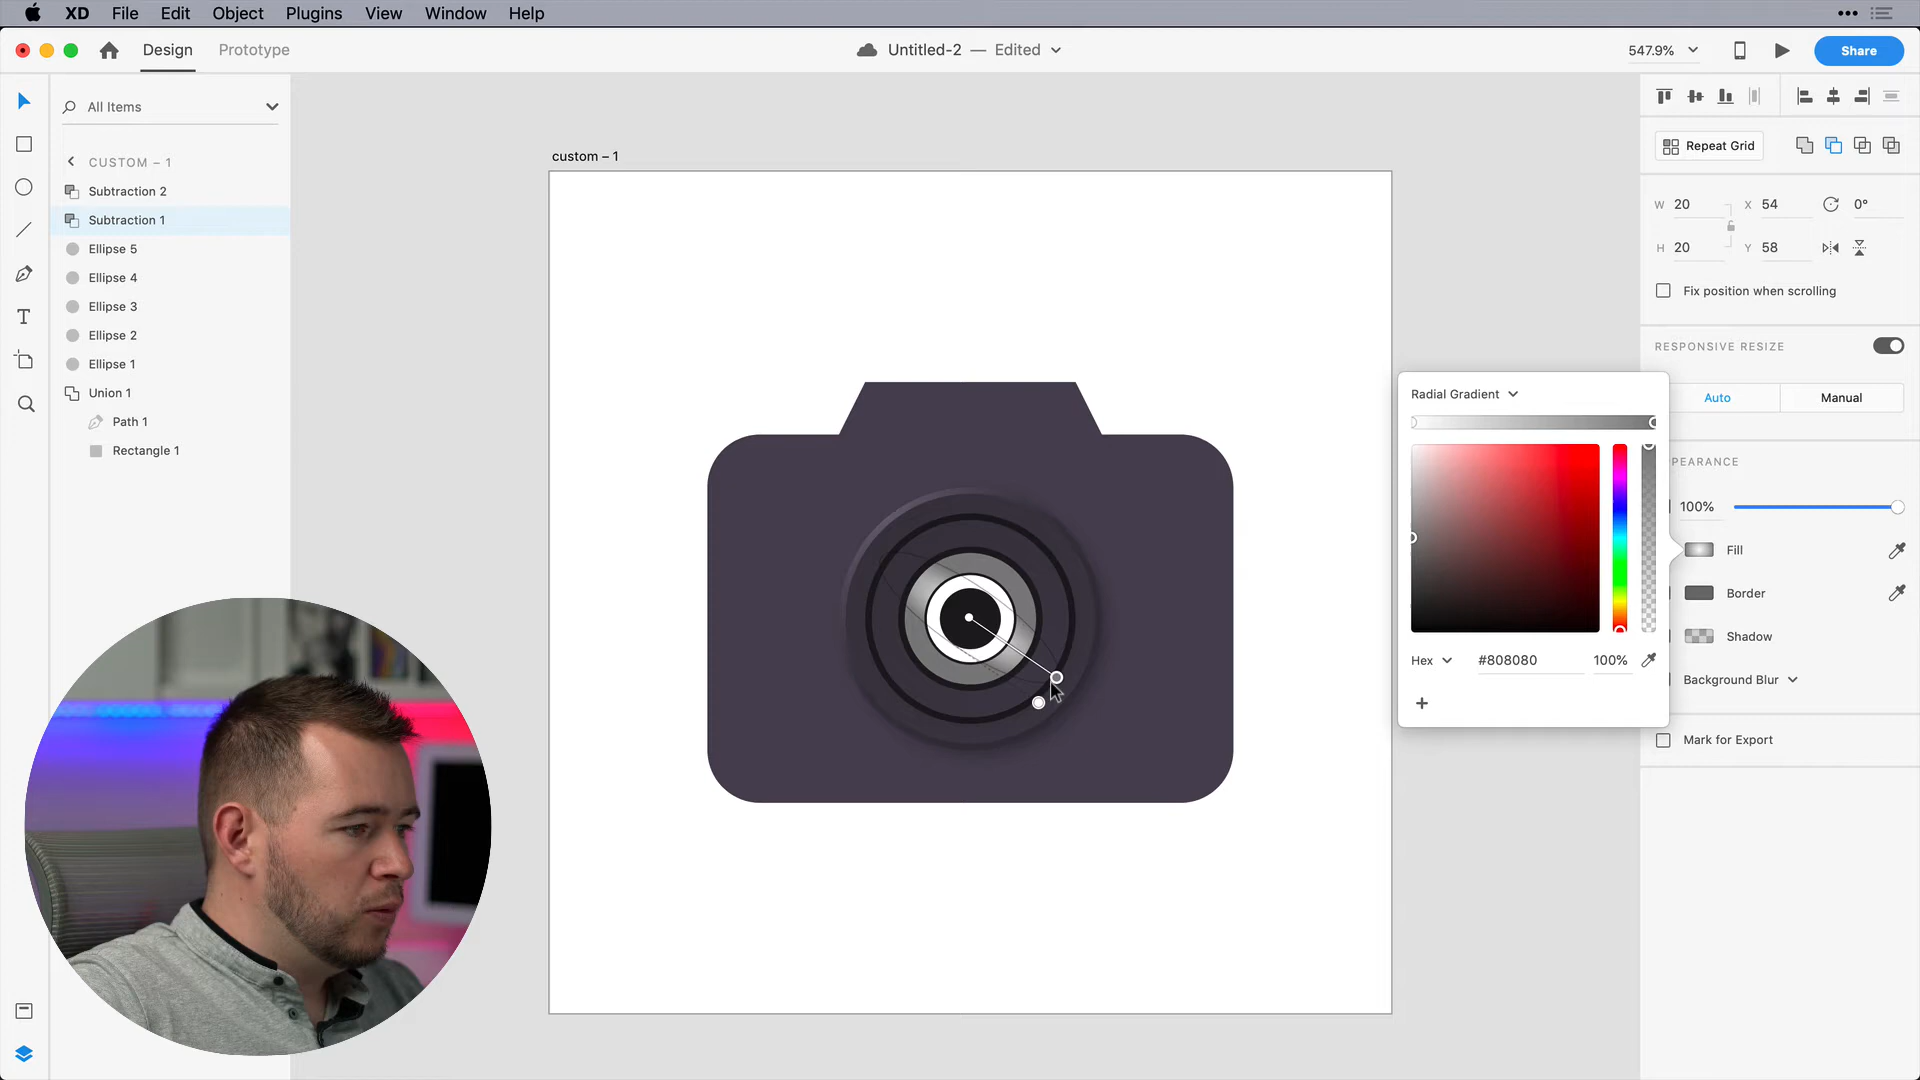 XD File Edit Object Plugins View Window Help
Design Prototype
Untitled-2 — Edited
547.9%
Share
All Items
CUSTOM – 1
Subtraction 2
Subtraction 1
Ellipse 5
Ellipse 4
Ellipse 3
Ellipse 2
Ellipse 1
Union 1
Path 1
Rectangle 1
custom – 1
Repeat Grid
W 20 X 54 0°
H 20 Y 58
Fix position when scrolling
RESPONSIVE RESIZE
Auto Manual
PEARANCE
100%
Fill
Border
Shadow
Background Blur
Mark for Export
Radial Gradient
Hex #808080 100%
+
T